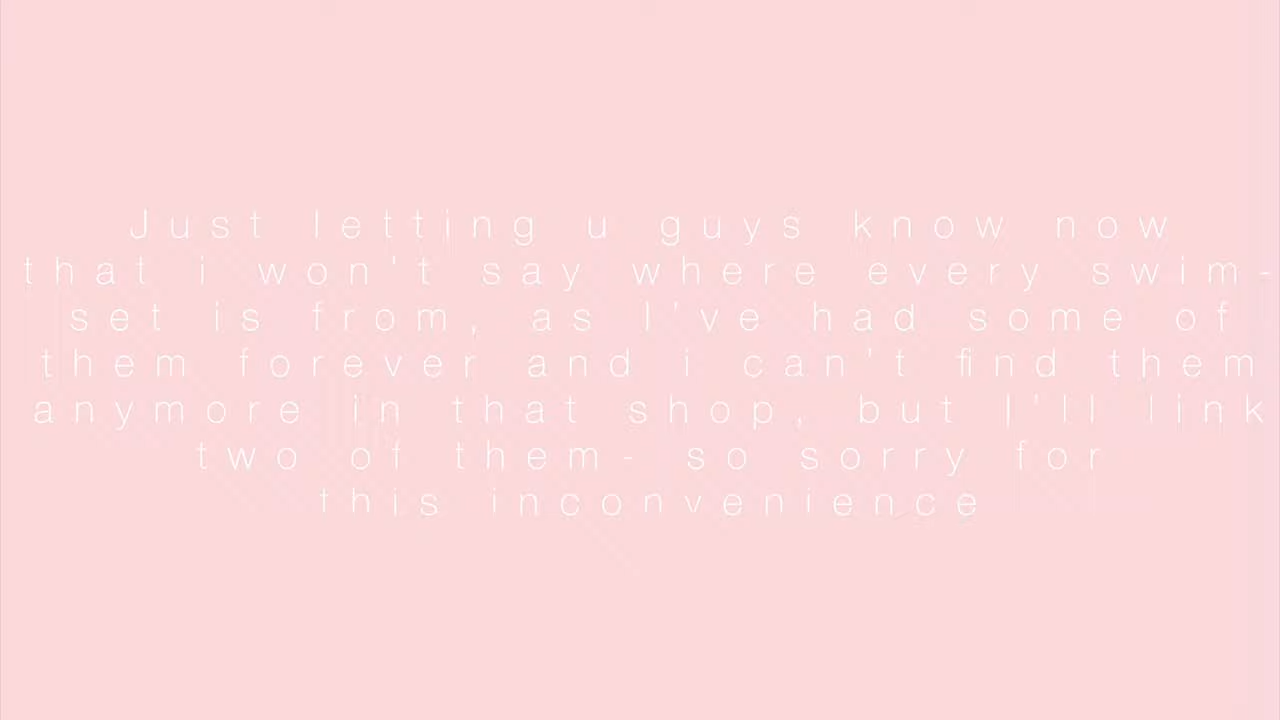 Just letting u guys know now
that i won't say where every swim-
set is from, as I've had some of
them forever and i can't find them
anymore in that shop, but I'll link
two of them- so sorry for
this inconvenience